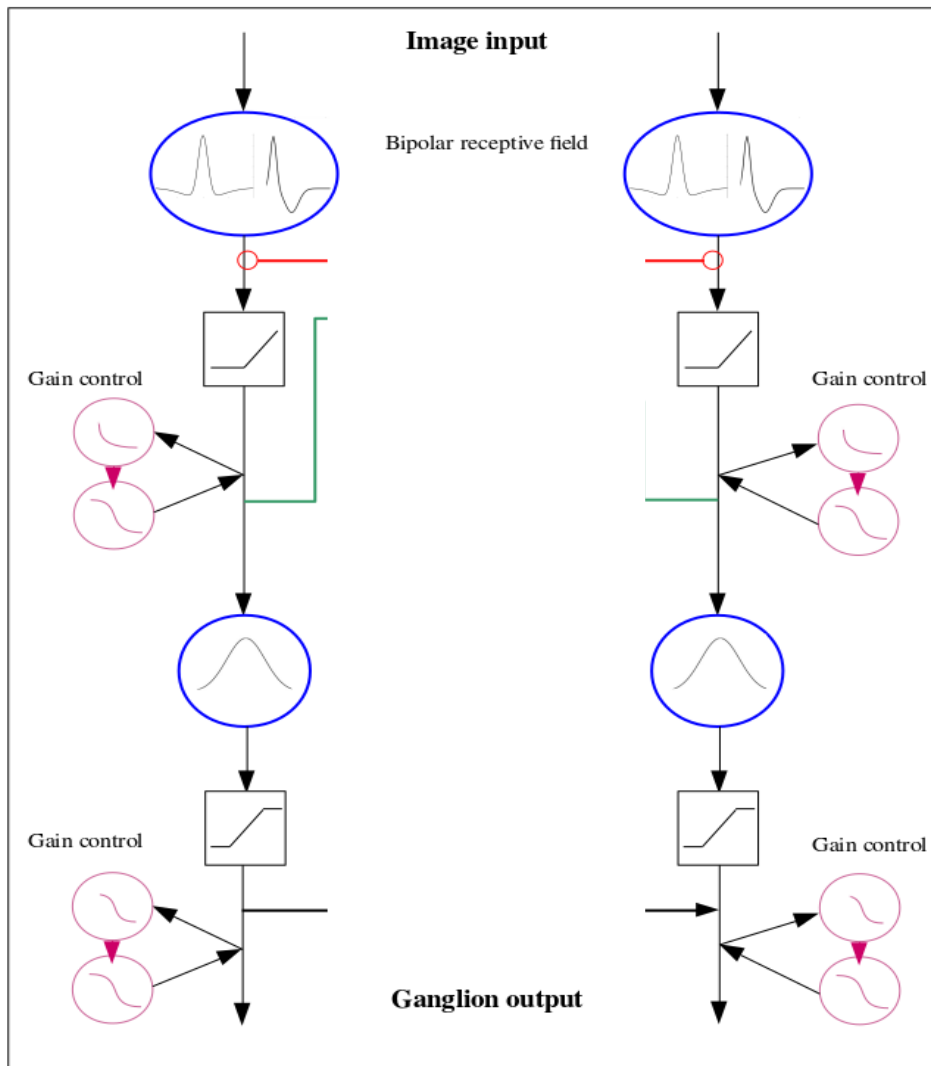 Image input
Bipolar receptive field
Gain control
Gain control
Gain control
Gain control
Ganglion output